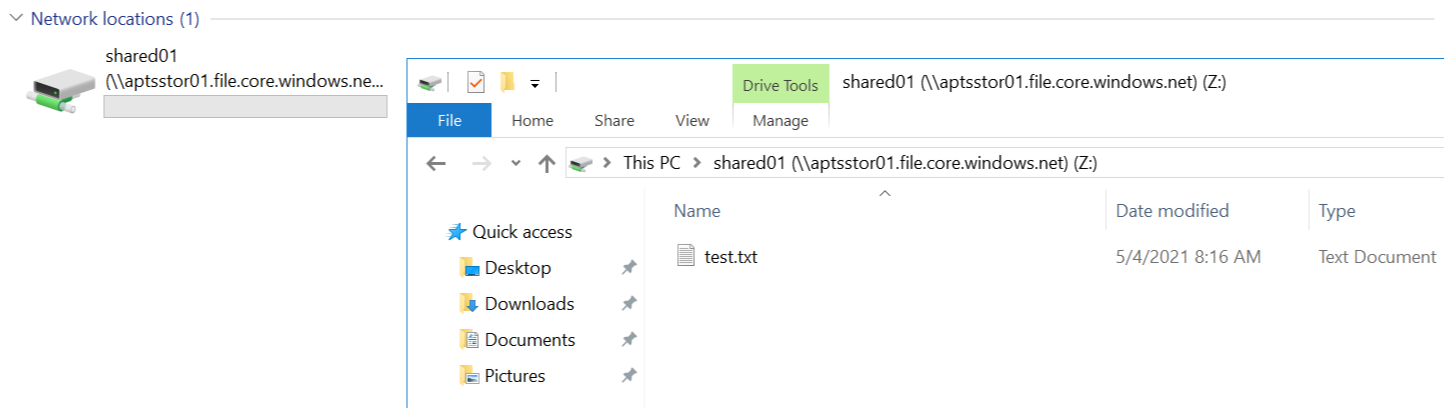 Network locations (1)
shared01
(\\aptsstor01.file.core.windows.ne...
Drive Tools
shared01 (\\aptsstor01.file.core.windows.net) (Z:)
File
Home
Share
View
Manage
This PC
shared01 (\\aptsstor01.file.core.windows.net) (Z:)
Name
Date modified
Type
Quick access
Desktop
Downloads
Documents
Pictures
test.txt
5/4/2021 8:16 AM
Text Document